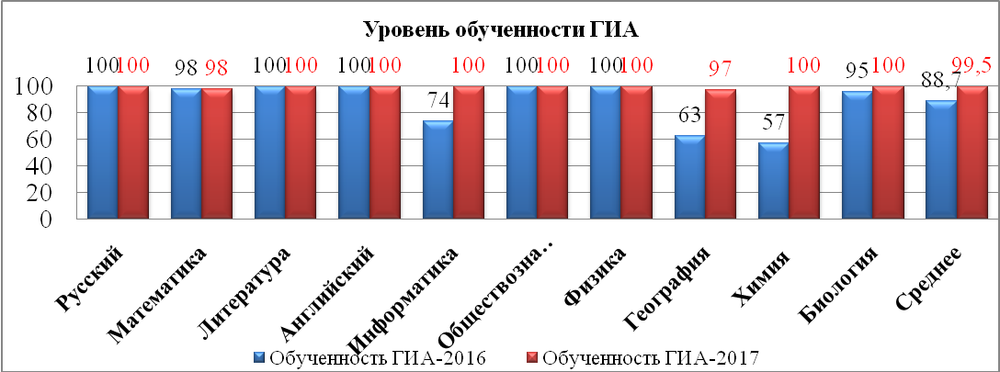 Уровень обученности ГИА
100 100 98 98 100 100 100 100 74 100 100 100 100 100 63 97 57 100 95 100 88,7 99,5
100
80
60
40
20
0
Русский
Математика
Литература
Английский
Информатика
Обществозна..
Физика
География
Химия
Биология
Среднее
Обученность ГИА-2016 Обученность ГИА-2017